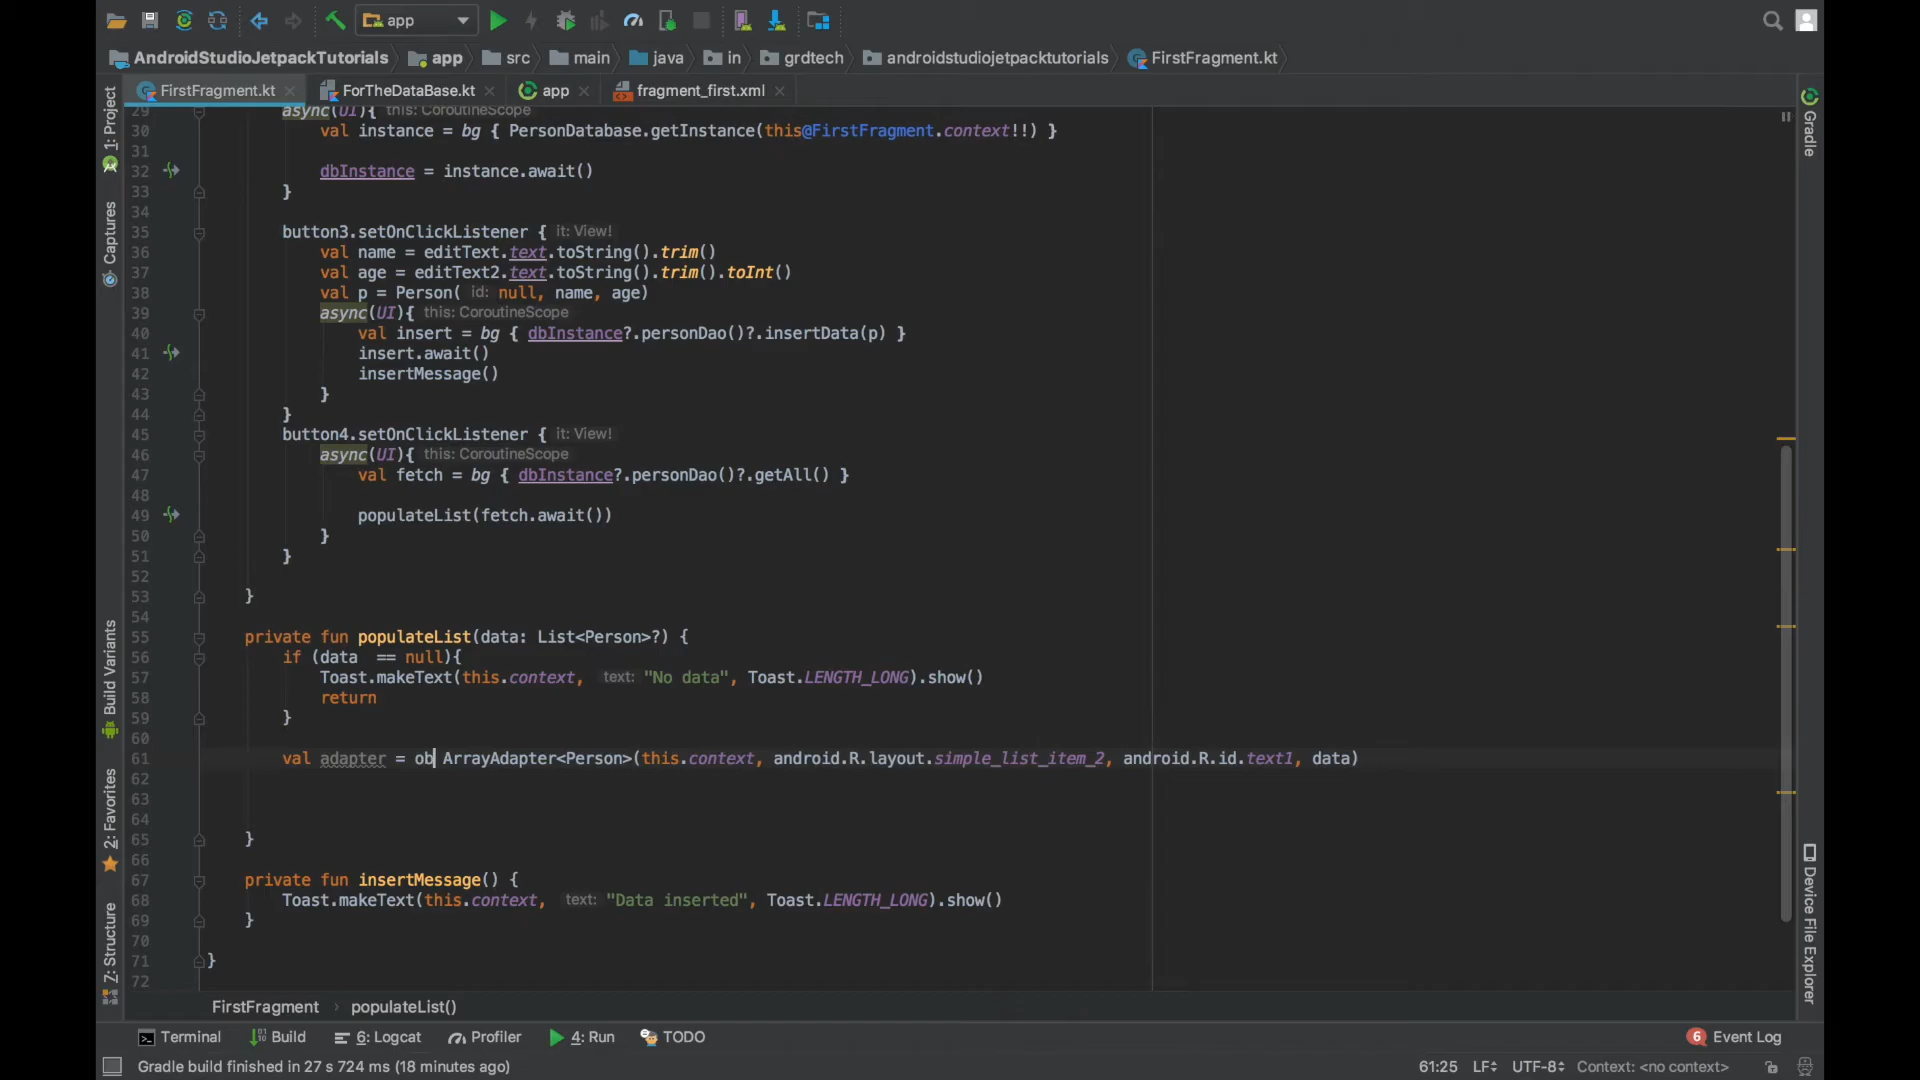 app
AndroidStudioJetpackTutorials app src main java in grdtech androidstudiojetpacktutorials FirstFragment.kt
FirstFragment.kt ForTheDataBase.kt app fragment_first.xml
29 async(UI){ this: CoroutineScope
30 val instance = bg { PersonDatabase.getInstance(this@FirstFragment.context!!) }
31
32 dbInstance = instance.await()
33 }
34
35 button3.setOnClickListener { it: View!
36 val name = editText.text.toString().trim()
37 val age = editText2.text.toString().trim().toInt()
38 val p = Person( id: null, name, age)
39 async(UI){ this: CoroutineScope
40 val insert = bg { dbInstance?.personDao()?.insertData(p) }
41 insert.await()
42 insertMessage()
43 }
44 }
45 button4.setOnClickListener { it: View!
46 async(UI){ this: CoroutineScope
47 val fetch = bg { dbInstance?.personDao()?.getAll() }
48
49 populateList(fetch.await())
50 }
51 }
52
53 }
54
55 private fun populateList(data: List<Person>?) {
56 if (data  == null){
57 Toast.makeText(this.context, text: "No data", Toast.LENGTH_LONG).show()
58 return
59 }
60
61 val adapter = ob ArrayAdapter<Person>(this.context, android.R.layout.simple_list_item_2, android.R.id.text1, data)
62
63
64
65 }
66
67 private fun insertMessage() {
68 Toast.makeText(this.context, text: "Data inserted", Toast.LENGTH_LONG).show()
69 }
70
71 }
72
FirstFragment populateList()
1: Project
Captures
Build Variants
2: Favorites
Z: Structure
Gradle
Device File Explorer
Terminal Build 6: Logcat Profiler 4: Run TODO 6 Event Log
Gradle build finished in 27 s 724 ms (18 minutes ago) 61:25 LF UTF-8 Context: <no context>